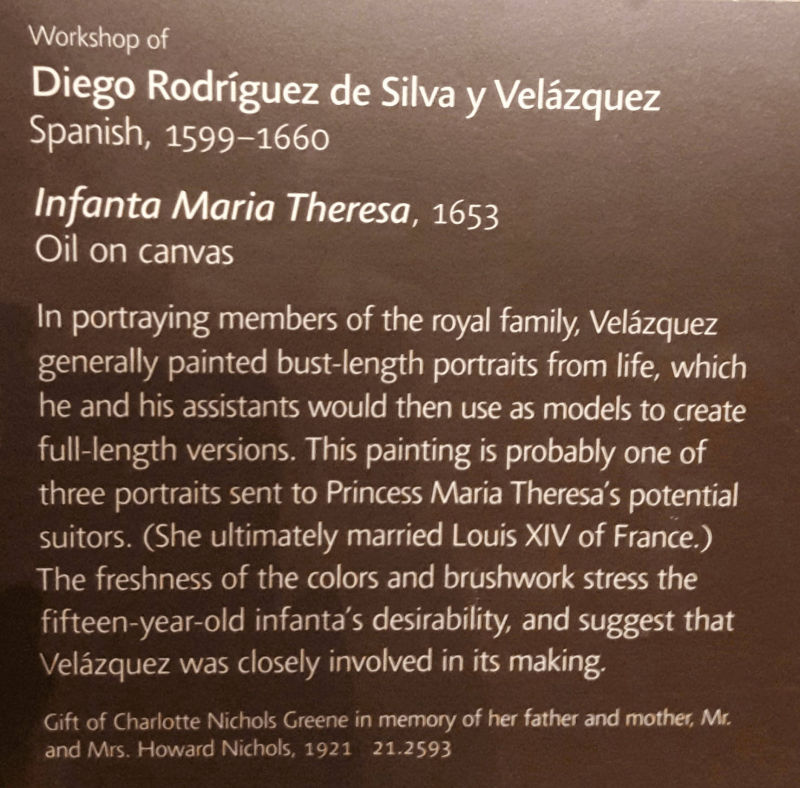 Workshop of
Diego Rodríguez de Silva y Velázquez
Spanish, 1599–1660
Infanta Maria Theresa, 1653
Oil on canvas
In portraying members of the royal family, Velázquez
generally painted bust-length portraits from life, which
he and his assistants would then use as models to create
full-length versions. This painting is probably one of
three portraits sent to Princess Maria Theresa's potential
suitors. (She ultimately married Louis XIV of France.)
The freshness of the colors and brushwork stress the
fifteen-year-old infanta's desirability, and suggest that
Velázquez was closely involved in its making.
Gift of Charlotte Nichols Greene in memory of her father and mother, Mr.
and Mrs. Howard Nichols, 1921 21.2593